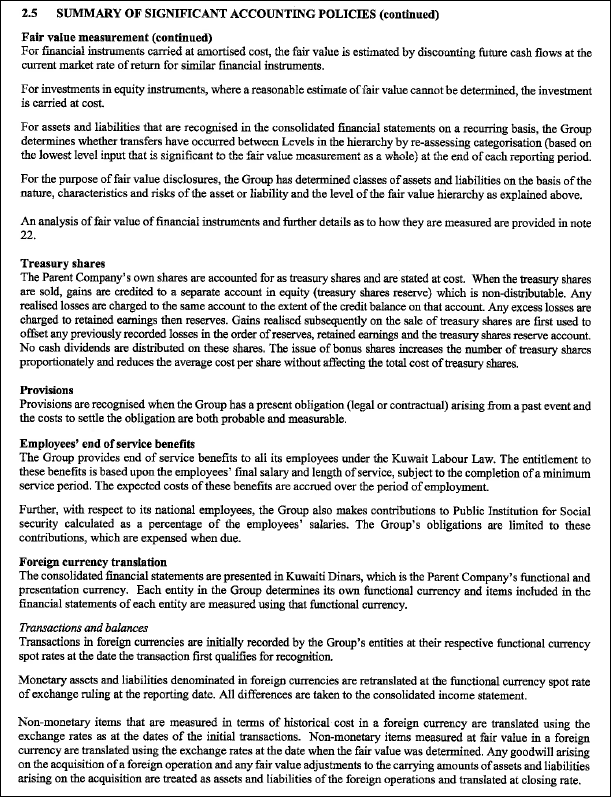 2.5 SUMMARY OF SIGNIFICANT ACCOUNTING POLICIES (continued)
Fair value measurement (continued)
For financial instruments carried at amortised cost, the fair value is estimated by discounting future cash flows at the
current market rate of return for similar financial instruments.
For investments in equity instruments, where a reasonable estimate of fair value cannot be determined, the investment
is carried at cost.
For assets and liabilities that are recognised in the consolidated financial statements on a recurring basis, the Group
determines whether transfers have occurred between Levels in the hierarchy by re-assessing categorisation (based on
the lowest level input that is significant to the fair value measurement as a whole) at the end of each reporting period.
For the purpose of fair value disclosures, the Group has determined classes of assets and liabilities on the basis of the
nature, characteristics and risks of the asset or liability and the level of the fair value hierarchy as explained above.
An analysis of fair value of financial instruments and further details as to how they are measured are provided in note
22.
Treasury shares
The Parent Company's own shares are accounted for as treasury shares and are stated at cost. When the treasury shares
are sold, gains are credited to a separate account in equity (treasury shares reserve) which is non-distributable. Any
realised losses are charged to the same account to the extent of the credit balance on that account. Any excess losses are
charged to retained earnings then reserves. Gains realised subsequently on the sale of treasury shares are first used to
offset any previously recorded losses in the order of reserves, retained earnings and the treasury shares reserve account.
No cash dividends are distributed on these shares. The issue of bonus shares increases the number of treasury shares
proportionately and reduces the average cost per share without affecting the total cost of treasury shares.
Provisions
Provisions are recognised when the Group has a present obligation (legal or contractual) arising from a past event and
the costs to settle the obligation are both probable and measurable.
Employees' end of service benefits
The Group provides end of service benefits to all its employees under the Kuwait Labour Law. The entitlement to
these benefits is based upon the employees' final salary and length of service, subject to the completion of a minimum
service period. The expected costs of these benefits are accrued over the period of employment.
Further, with respect to its national employees, the Group also makes contributions to Public Institution for Social
security calculated as a percentage of the employees' salaries. The Group's obligations are limited to these
contributions, which are expensed when due.
Foreign currency translation
The consolidated financial statements are presented in Kuwaiti Dinars, which is the Parent Company's functional and
presentation currency. Each entity in the Group determines its own functional currency and items included in the
financial statements of each entity are measured using that functional currency.
Transactions and balances
Transactions in foreign currencies are initially recorded by the Group's entities at their respective functional currency
spot rates at the date the transaction first qualifies for recognition.
Monetary assets and liabilities denominated in foreign currencies are retranslated at the functional currency spot rate
of exchange ruling at the reporting date. All differences are taken to the consolidated income statement.
Non-monetary items that are measured in terms of historical cost in a foreign currency are translated using the
exchange rates as at the dates of the initial transactions. Non-monetary items measured at fair value in a foreign
currency are translated using the exchange rates at the date when the fair value was determined. Any goodwill arising
on the acquisition of a foreign operation and any fair value adjustments to the carrying amounts of assets and liabilities
arising on the acquisition are treated as assets and liabilities of the foreign operations and translated at closing rate.